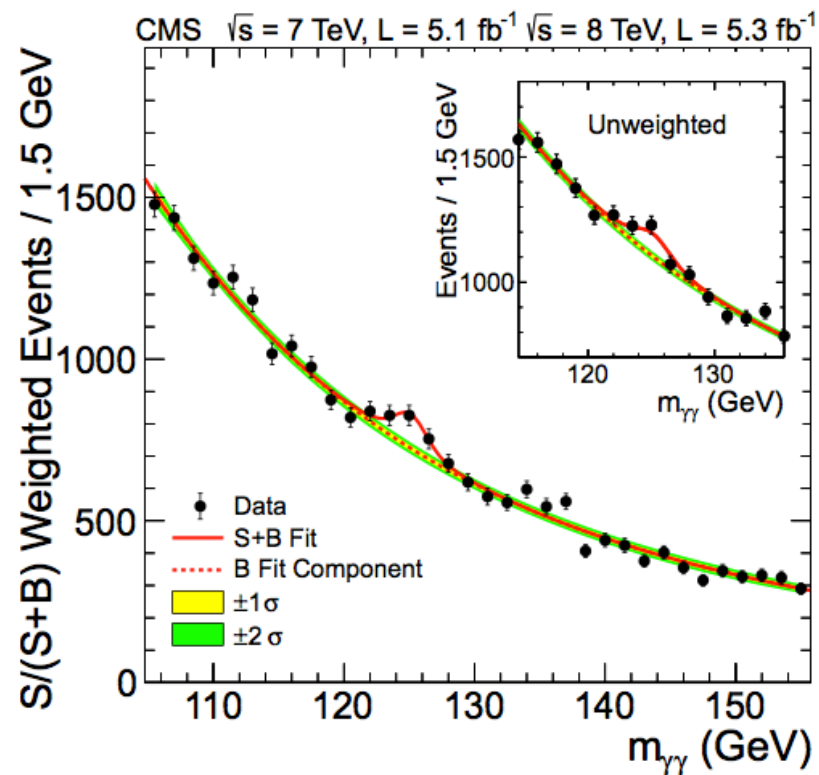 CMS √s = 7 TeV, L = 5.1 fb⁻¹ √s = 8 TeV, L = 5.3 fb⁻¹
S/(S+B) Weighted Events / 1.5 GeV
1500
1000
500
0
Events / 1.5 GeV
1500
1000
Unweighted
120 130
mγγ (GeV)
Data
S+B Fit
B Fit Component
±1 σ
±2 σ
110 120 130 140 150
mγγ (GeV)